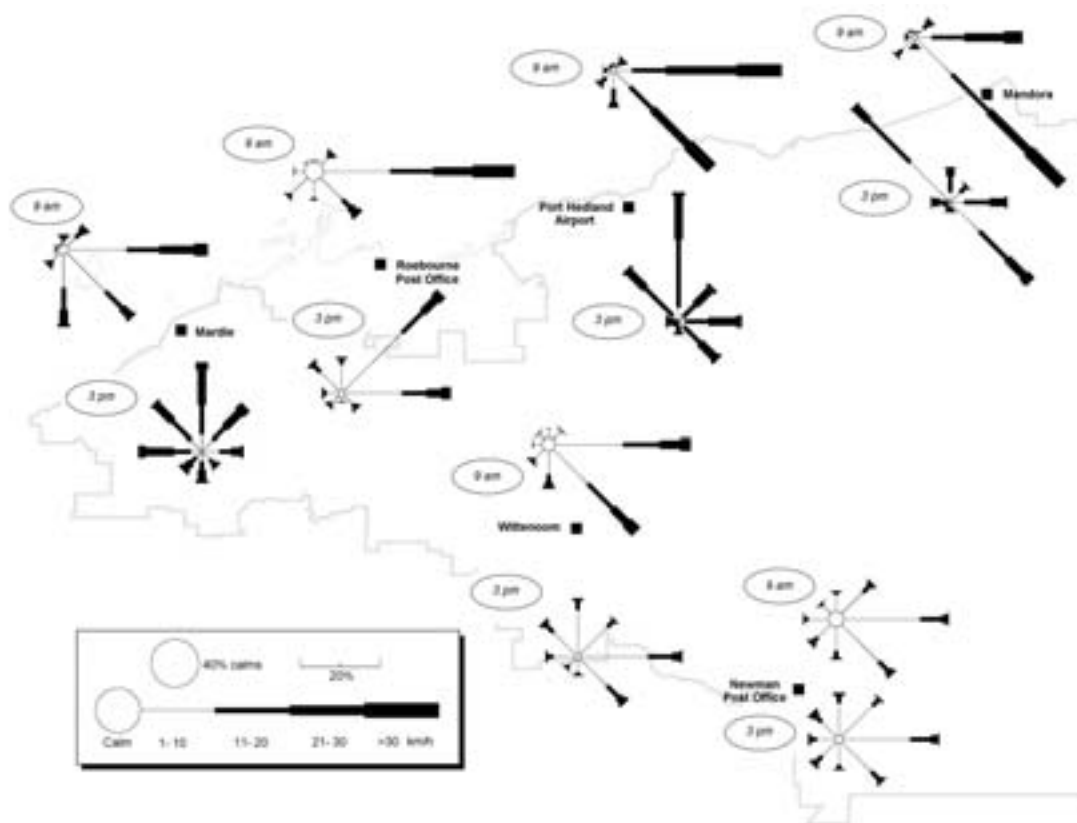 9 am
9 am
Mandora
9 am
3 pm
9 am
Port Hedland
Airport
Roebourne
Post Office
3 pm
3 pm
Mardie
3 pm
9 am
Wittenoom
3 pm
9 am
Newman
Post Office
3 pm
40% calms
20%
Calm 1- 10 11- 20 21- 30 >30 km/h